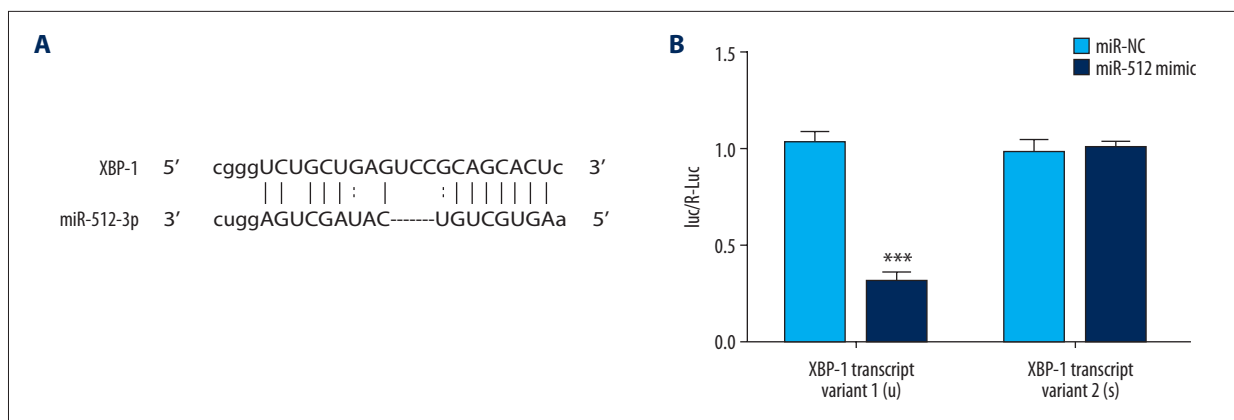 A
XBP-1 5′ cgggUCUGCUGAGUCCGCAGCACUc 3′
miR-512-3p 3′ cuggAGUCGAUAC-------UGUCGUGAa 5′
B
miR-NC
miR-512 mimic
1.5
1.0
0.5
0.0
luc/R-Luc
***
XBP-1 transcript
variant 1 (u)
XBP-1 transcript
variant 2 (s)